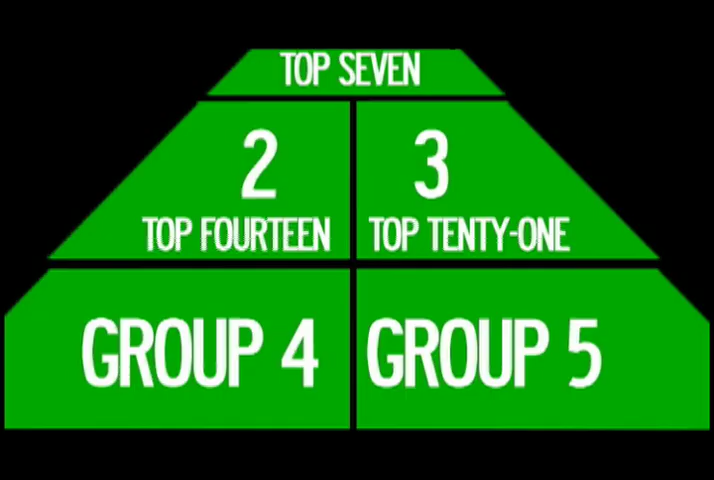 TOP SEVEN
2
TOP FOURTEEN
3
TOP TENTY-ONE
GROUP 4
GROUP 5